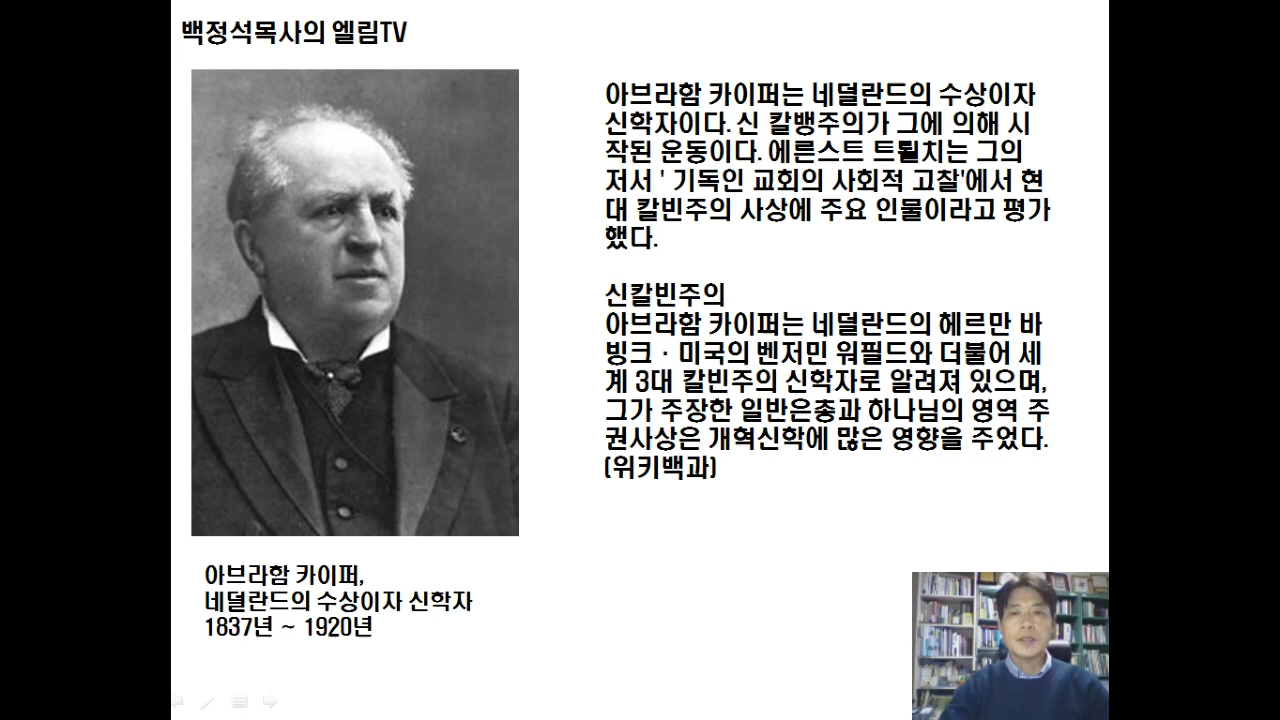 백정석목사의 엘림TV
아브라함 카이퍼는 네덜란드의 수상이자
신학자이다. 신 칼뱅주의가 그에 의해 시
작된 운동이다. 에른스트 트뢸치는 그의
저서 ' 기독인 교회의 사회적 고찰'에서 현
대 칼빈주의 사상에 주요 인물이라고 평가
했다.
신칼빈주의
아브라함 카이퍼는 네덜란드의 헤르만 바
빙크 · 미국의 벤저민 워필드와 더불어 세
계 3대 칼빈주의 신학자로 알려져 있으며,
그가 주장한 일반은총과 하나님의 영역 주
권사상은 개혁신학에 많은 영향을 주었다.
(위키백과)
아브라함 카이퍼,
네덜란드의 수상이자 신학자
1837년 ~ 1920년